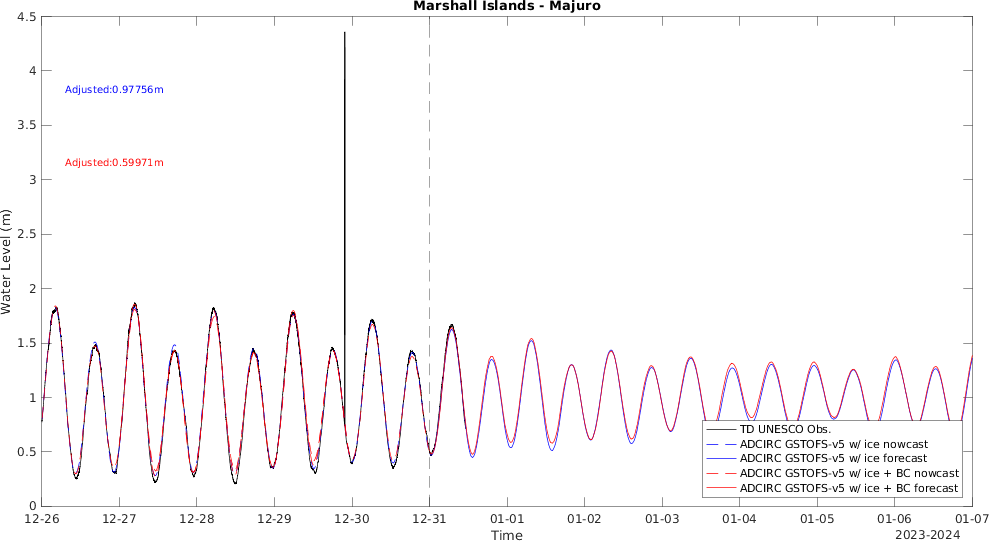 Marshall Islands - Majuro
4.5
4
3.5
3
2.5
2
1.5
1
0.5
0
Water Level (m)
Adjusted:0.97756m
Adjusted:0.59971m
TD UNESCO Obs.
ADCIRC GSTOFS-v5 w/ ice nowcast
ADCIRC GSTOFS-v5 w/ ice forecast
ADCIRC GSTOFS-v5 w/ ice + BC nowcast
ADCIRC GSTOFS-v5 w/ ice + BC forecast
12-26 12-27 12-28 12-29 12-30 12-31 01-01 01-02 01-03 01-04 01-05 01-06 01-07
Time
2023-2024